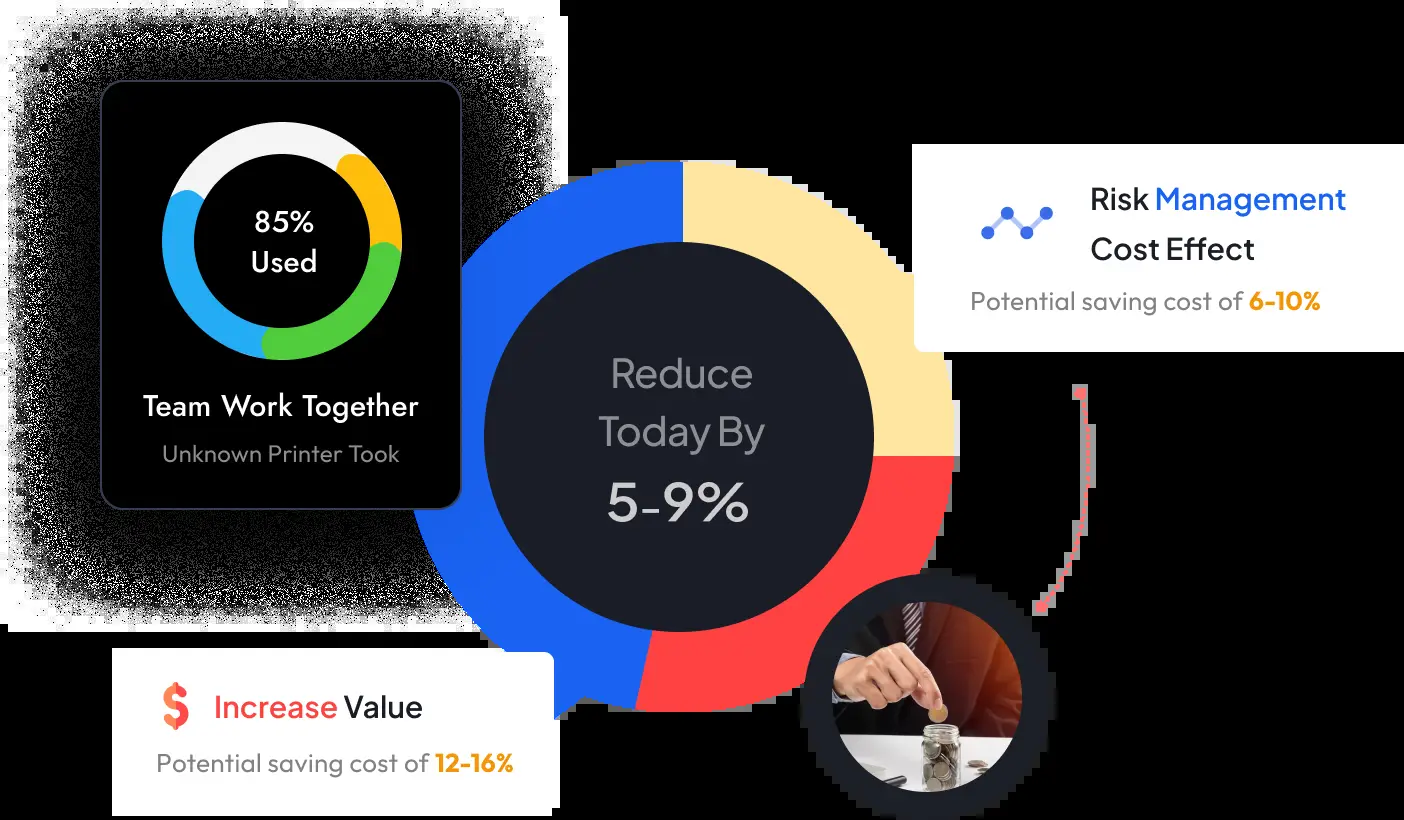 85%
Used
Team Work Together
Unknown Printer Took
Reduce
Today By
5-9%
Risk Management
Cost Effect
Potential saving cost of 6-10%
Increase Value
Potential saving cost of 12-16%